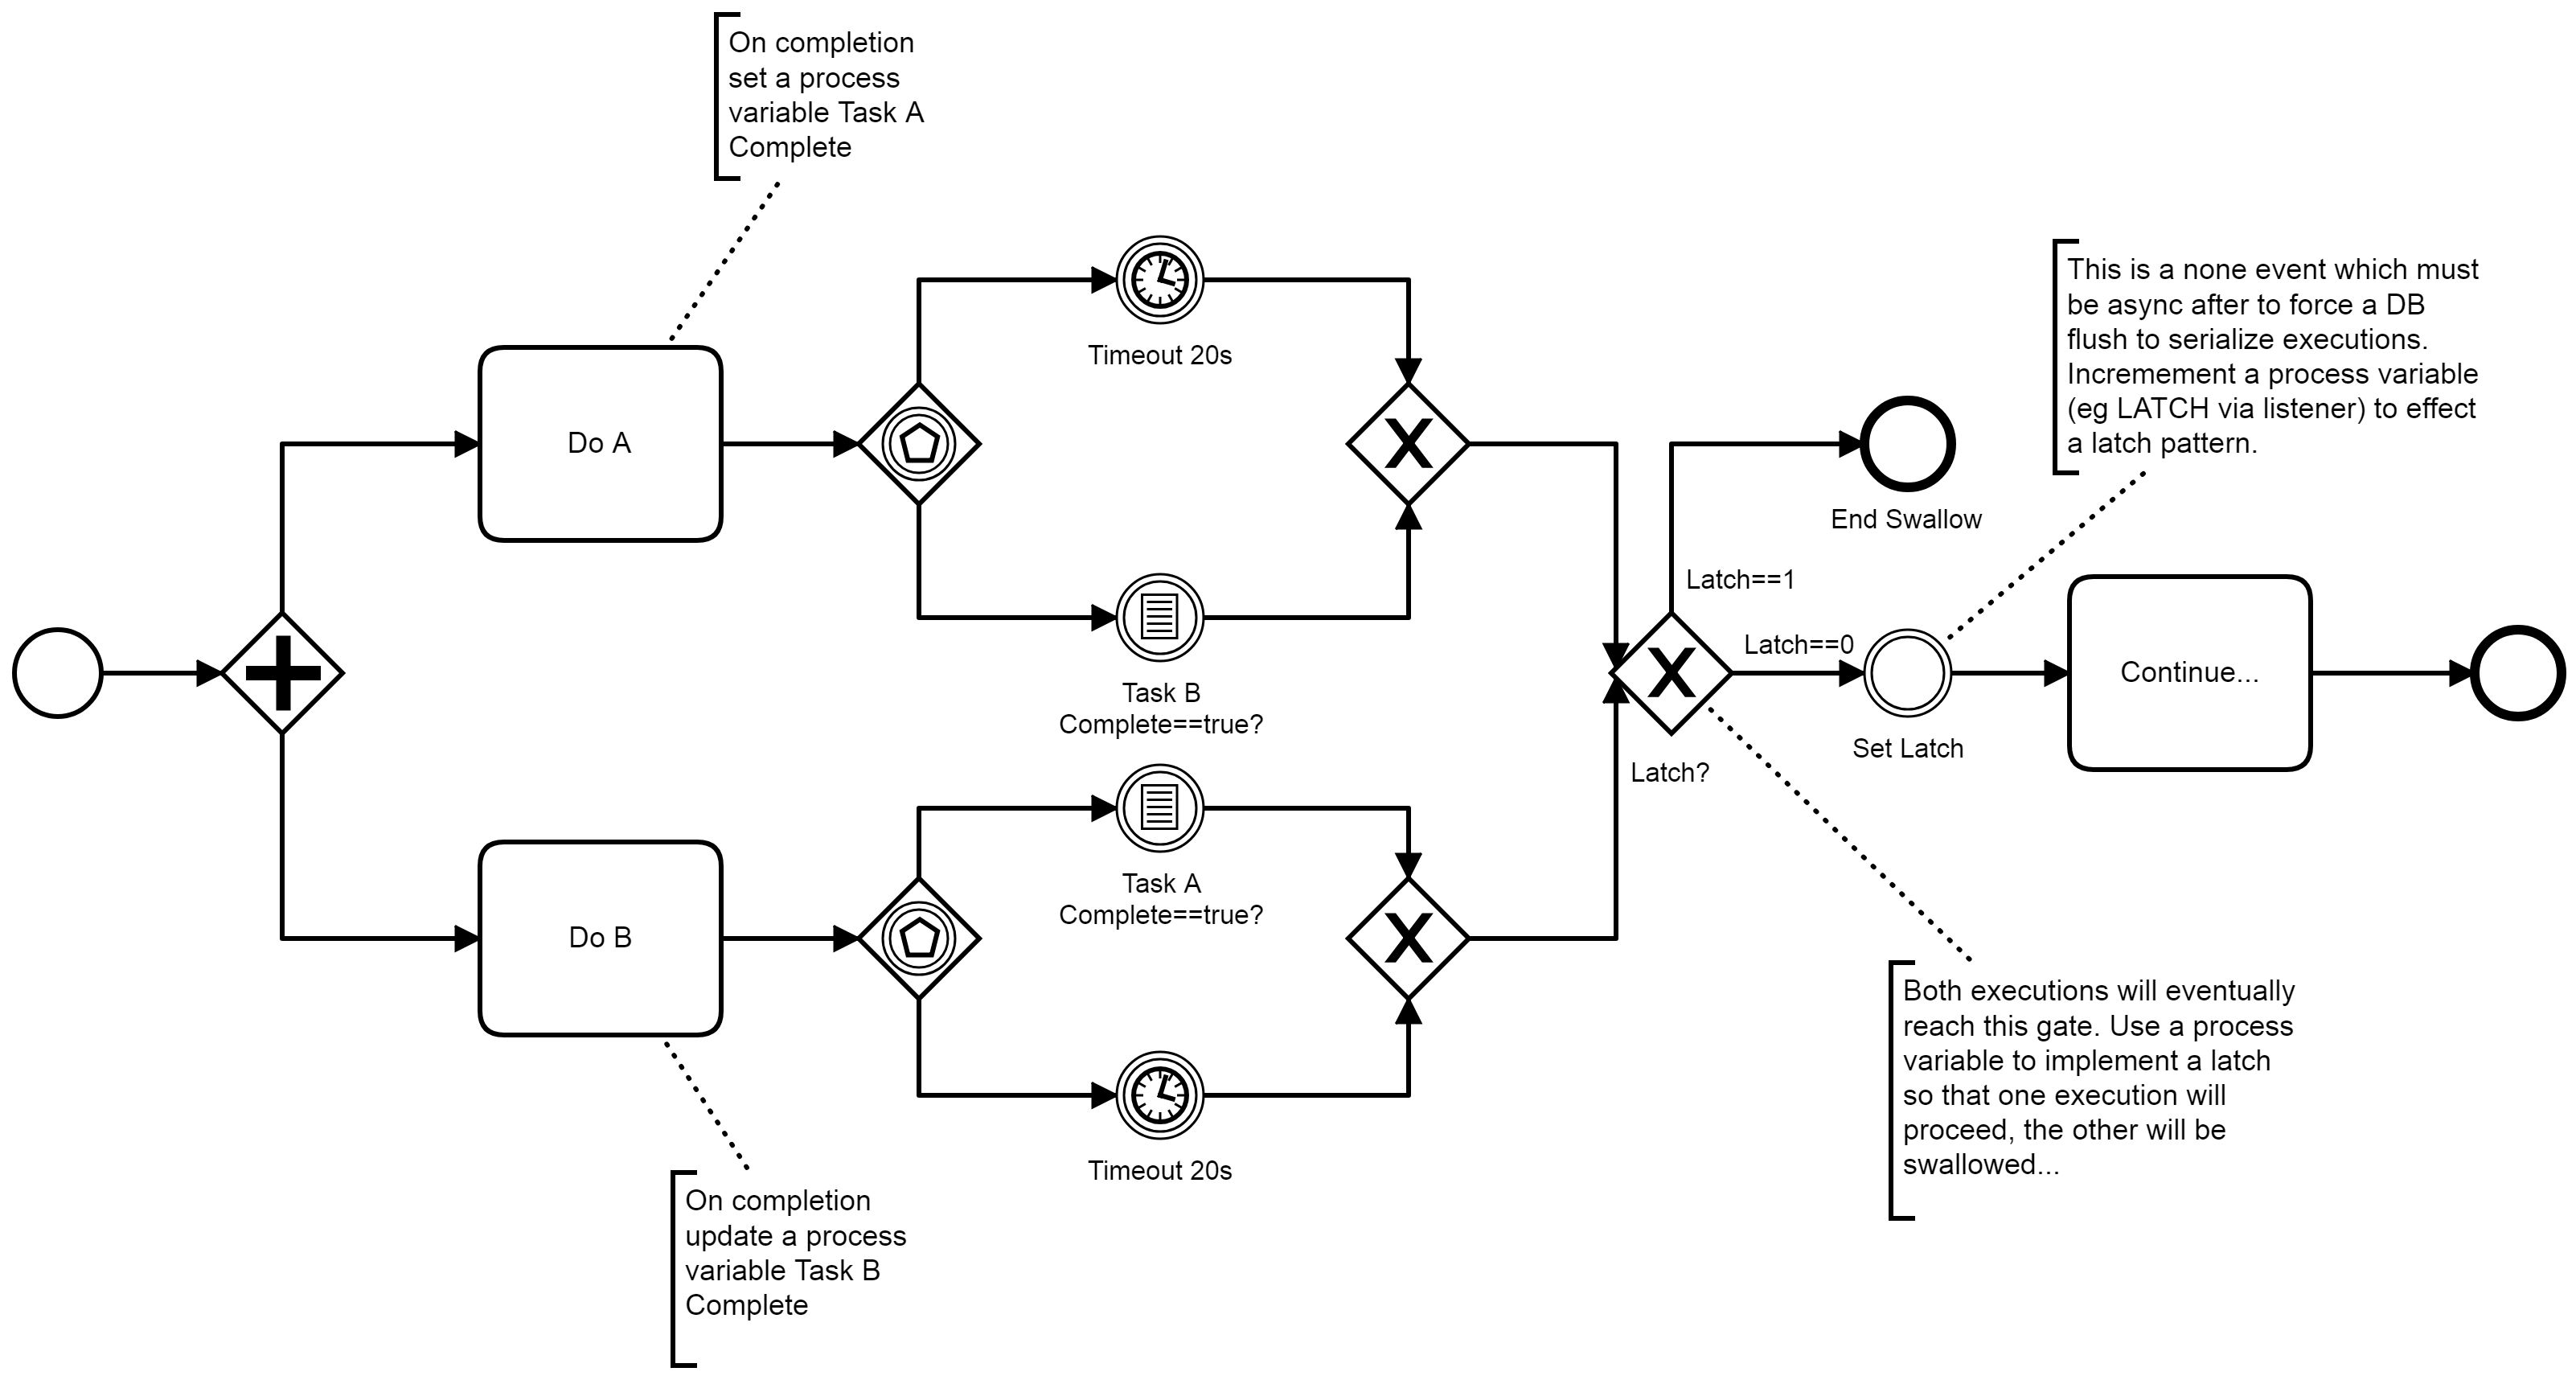 On completion
set a process
variable Task A
Complete
This is a none event which must
be async after to force a DB
flush to serialize executions.
Incremement a process variable
(eg LATCH via listener) to effect
a latch pattern.
Timeout 20s
Do A
End Swallow
Latch==1
Latch==0
Task B
Complete==true?
Continue...
Set Latch
Latch?
Task A
Complete==true?
Do B
Both executions will eventually
reach this gate. Use a process
variable to implement a latch
so that one execution will
proceed, the other will be
swallowed...
Timeout 20s
On completion
update a process
variable Task B
Complete